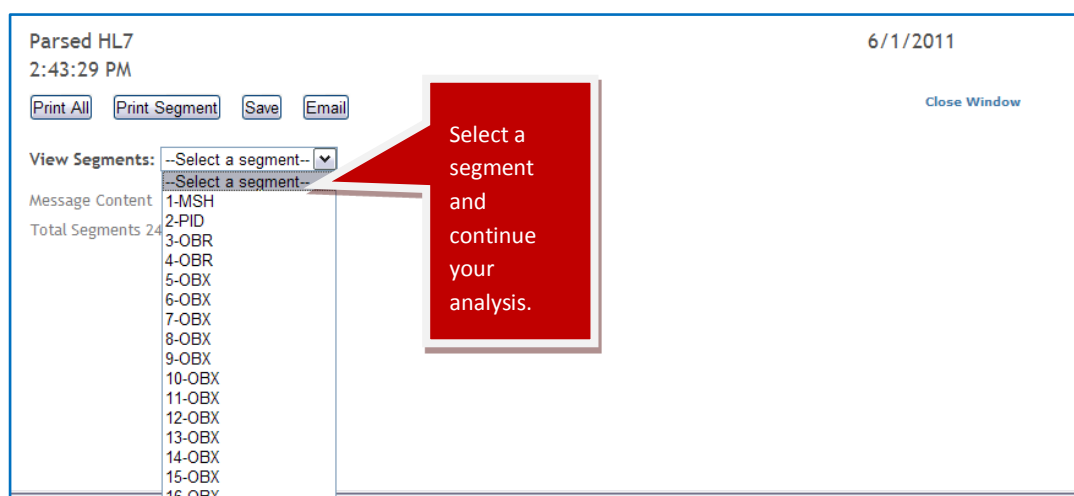 Parsed HL7
6/1/2011
2:43:29 PM
Print All
Print Segment
Save
Email
Close Window
View Segments:
--Select a segment--
--Select a segment--
Message Content
1-MSH
2-PID
Total Segments 24
3-OBR
4-OBR
5-OBX
6-OBX
7-OBX
8-OBX
9-OBX
10-OBX
11-OBX
12-OBX
13-OBX
14-OBX
15-OBX
16-OBX
Select a
segment
and
continue
your
analysis.